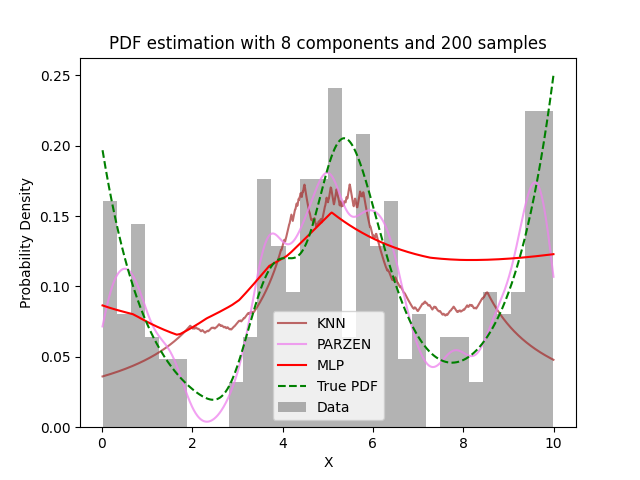 PDF estimation with 8 components and 200 samples
Probability Density
0.25
0.20
0.15
0.10
0.05
0.00
KNN
PARZEN
MLP
True PDF
Data
0 2 4 6 8 10
X